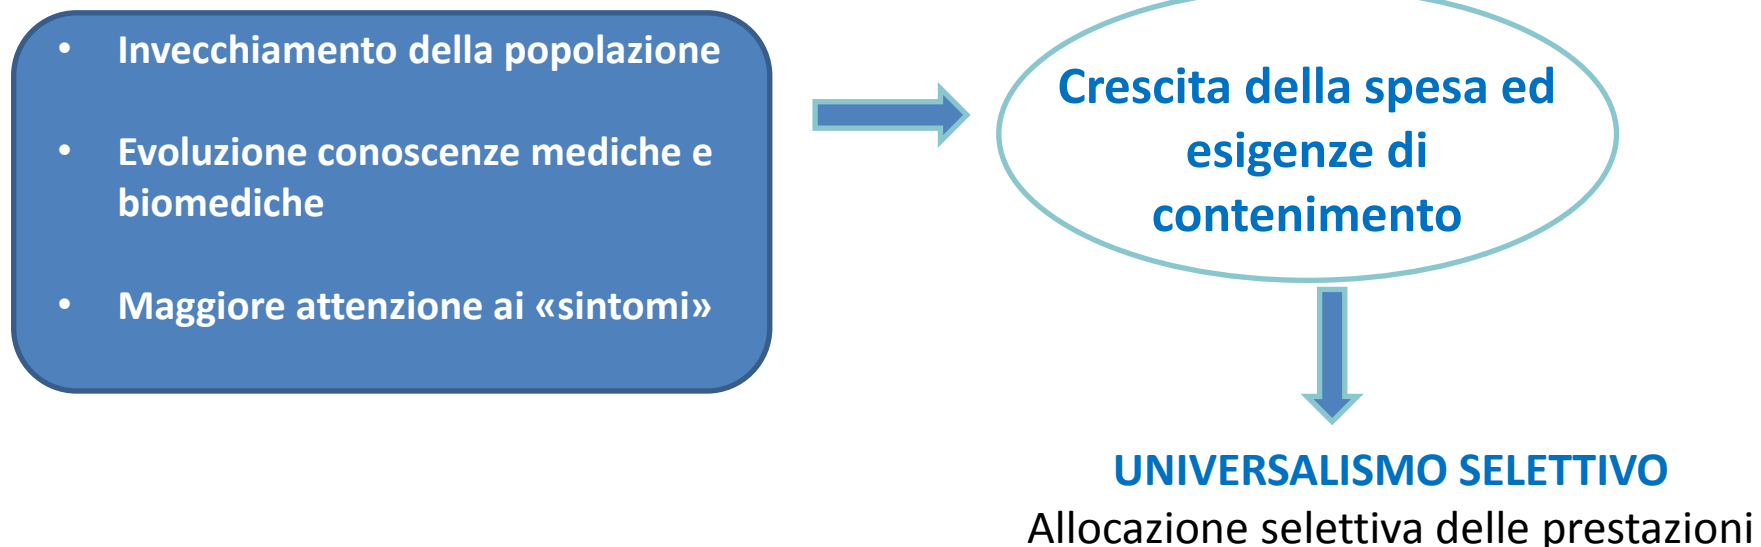 • Invecchiamento della popolazione
• Evoluzione conoscenze mediche e
biomediche
• Maggiore attenzione ai «sintomi»
Crescita della spesa ed
esigenze di
contenimento
UNIVERSALISMO SELETTIVO
Allocazione selettiva delle prestazioni